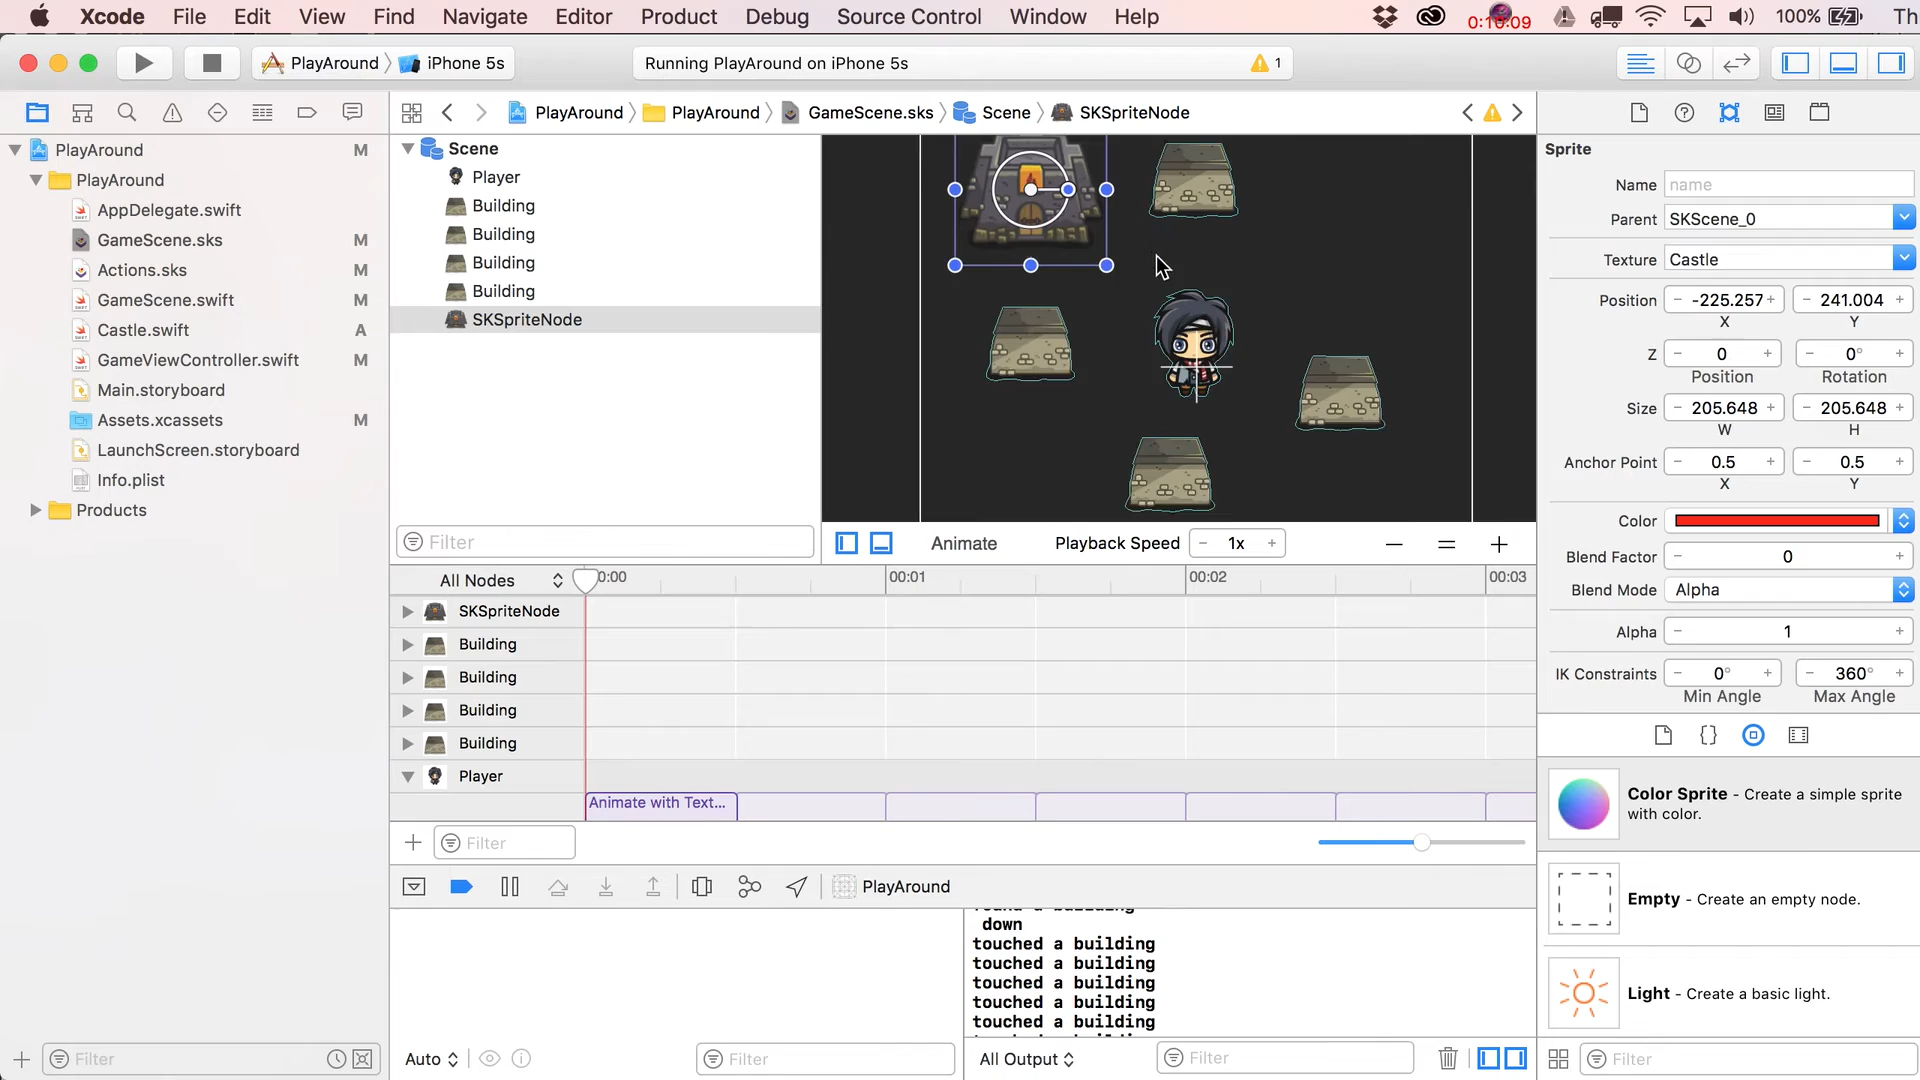 Xcode File Edit View Find Navigate Editor Product Debug Source Control Window Help 0:10:09 100% Th
PlayAround iPhone 5s Running PlayAround on iPhone 5s 1
PlayAround PlayAround GameScene.sks Scene SKSpriteNode
PlayAround M
PlayAround
AppDelegate.swift
GameScene.sks M
Actions.sks M
GameScene.swift M
Castle.swift A
GameViewController.swift M
Main.storyboard
Assets.xcassets M
LaunchScreen.storyboard
Info.plist
Products
Filter
Scene
Player
Building
Building
Building
Building
SKSpriteNode
Filter
Animate Playback Speed 1x
All Nodes 0:00 00:01 00:02 00:03
SKSpriteNode
Building
Building
Building
Building
Player
Animate with Text...
Filter
PlayAround
down
touched a building
touched a building
touched a building
touched a building
touched a building
Auto Filter All Output Filter
Sprite
Name name
Parent SKScene_0
Texture Castle
Position -225.257 241.004
X Y
Z 0 0°
Position Rotation
Size 205.648 205.648
W H
Anchor Point 0.5 0.5
X Y
Color
Blend Factor 0
Blend Mode Alpha
Alpha 1
IK Constraints 0° 360°
Min Angle Max Angle
Color Sprite - Create a simple sprite
with color.
Empty - Create an empty node.
Light - Create a basic light.
Filter